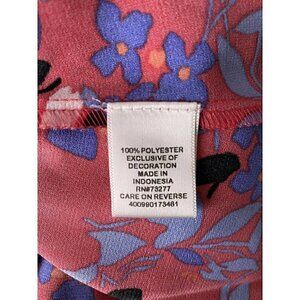 100% POLYESTER
EXCLUSIVE OF
DECORATION
MADE IN
INDONESIA
RN#73277
CARE ON REVERSE
400990173461